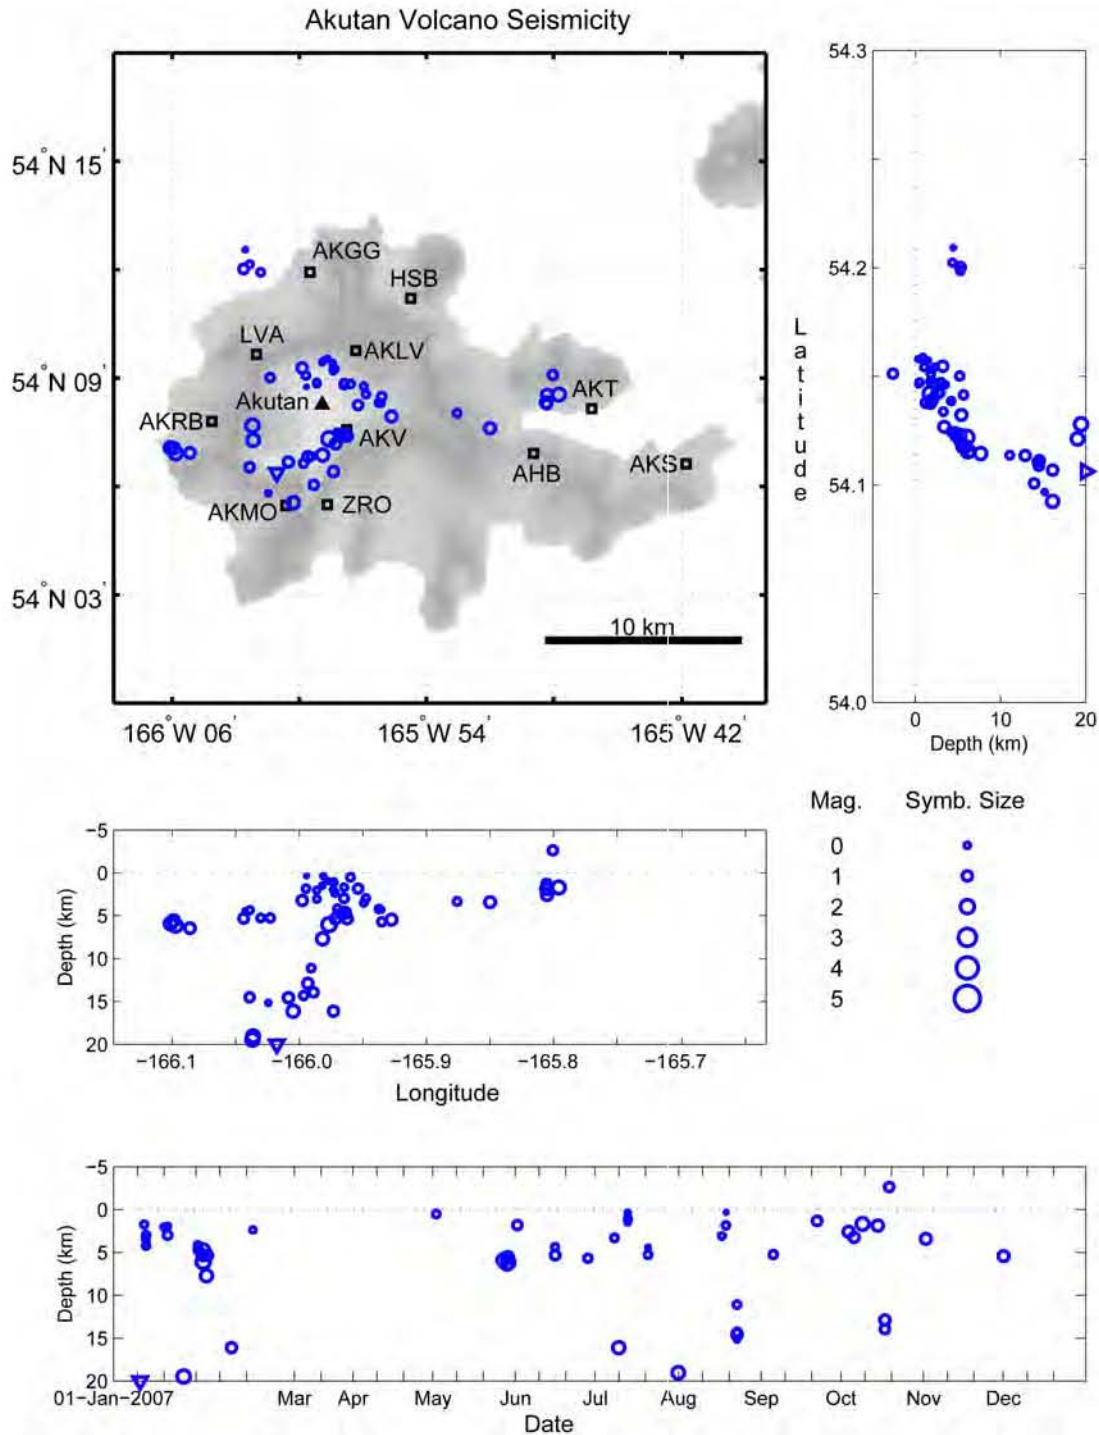 Akutan Volcano Seismicity
54°N 15'
54°N 09'
54°N 03'
AKGG
HSB
LVA
AKLV
Akutan
AKT
AKRB
AKV
AHB
AKS
AKMO
ZRO
10 km
166°W 06'
165°W 54'
165°W 42'
54.3
54.2
54.1
54.0
Latitude
0
10
20
Depth (km)
−5
0
5
10
15
20
Depth (km)
−166.1
−166.0
−165.9
−165.8
−165.7
Longitude
Mag.
Symb. Size
0
1
2
3
4
5
−5
0
5
10
15
20
Depth (km)
01−Jan−2007
Mar
Apr
May
Jun
Jul
Aug
Sep
Oct
Nov
Dec
Date